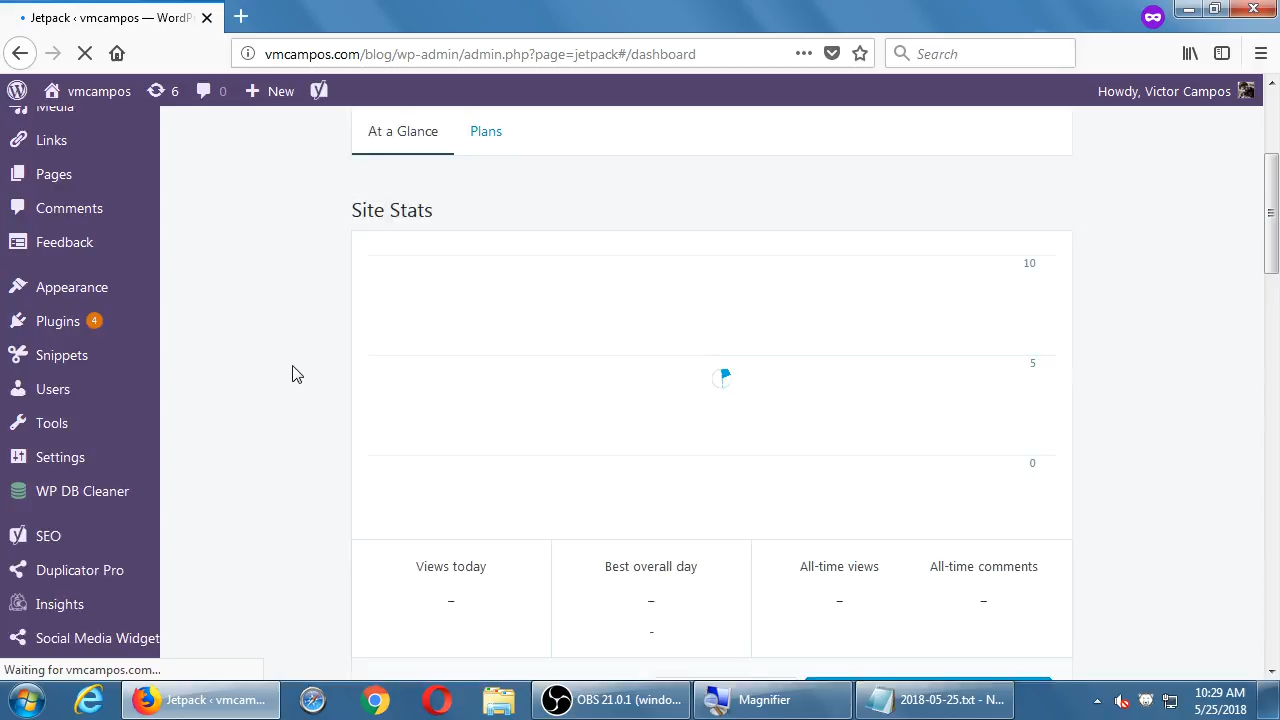 Jetpack ‹ vmcampos — WordP
vmcampos.com/blog/wp-admin/admin.php?page=jetpack#/dashboard
Search
vmcampos
6
0
New
Howdy, Victor Campos
Media
Links
Pages
Comments
Feedback
Appearance
Plugins 4
Snippets
Users
Tools
Settings
WP DB Cleaner
SEO
Duplicator Pro
Insights
Social Media Widget
At a Glance
Plans
Site Stats
10
5
0
Views today
–
Best overall day
–
-
All-time views
–
All-time comments
–
Waiting for vmcampos.com...
Jetpack ‹ vmcam...
OBS 21.0.1 (windo...
Magnifier
2018-05-25.txt - N...
10:29 AM
5/25/2018